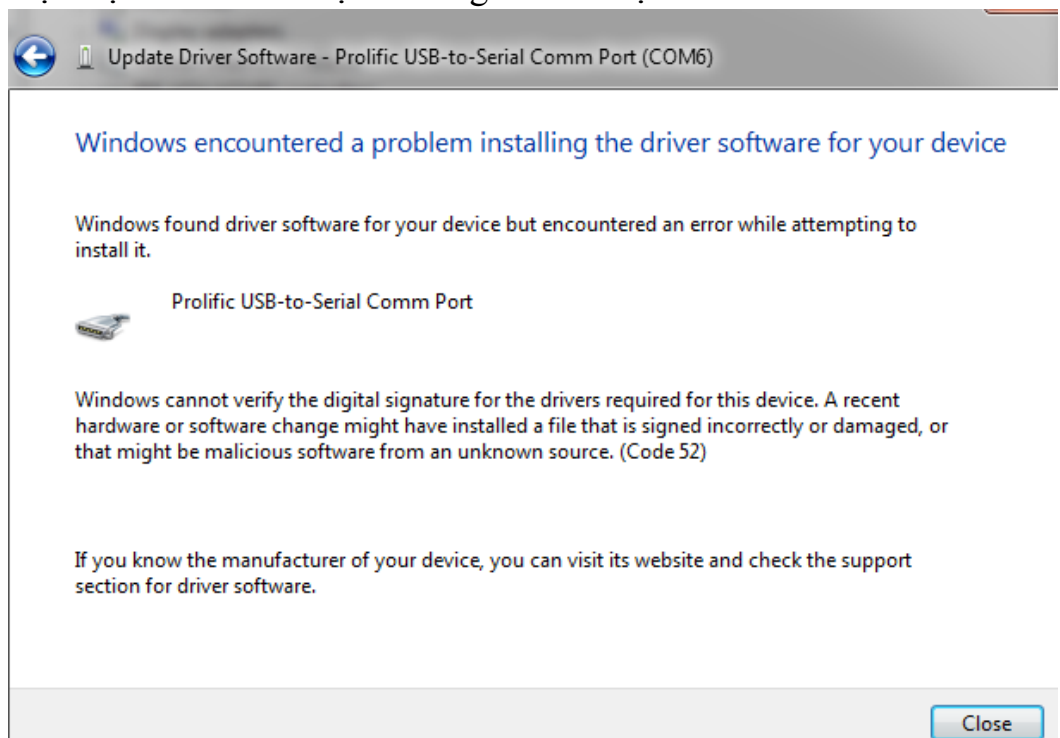 Update Driver Software - Prolific USB-to-Serial Comm Port (COM6)
Windows encountered a problem installing the driver software for your device
Windows found driver software for your device but encountered an error while attempting to
install it.
Prolific USB-to-Serial Comm Port
Windows cannot verify the digital signature for the drivers required for this device. A recent
hardware or software change might have installed a file that is signed incorrectly or damaged, or
that might be malicious software from an unknown source. (Code 52)
If you know the manufacturer of your device, you can visit its website and check the support
section for driver software.
Close